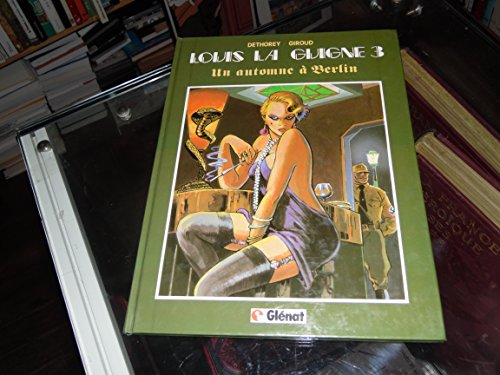 DETHOREY GIROUD
LOUIS LA GUIGNE 3
Un automne à Berlin
Glénat